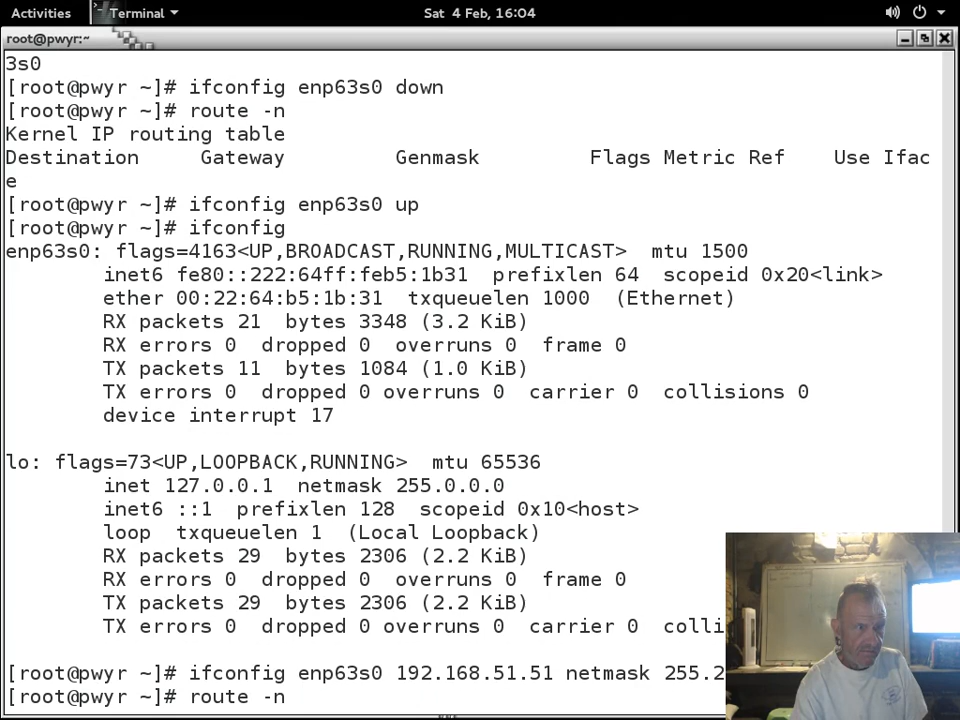 Activities Terminal Sat 4 Feb, 16:04
root@pwyr:~
3s0
[root@pwyr ~]# ifconfig enp63s0 down
[root@pwyr ~]# route -n
Kernel IP routing table
Destination     Gateway         Genmask         Flags Metric Ref    Use Ifac
e
[root@pwyr ~]# ifconfig enp63s0 up
[root@pwyr ~]# ifconfig
enp63s0: flags=4163<UP,BROADCAST,RUNNING,MULTICAST>  mtu 1500
        inet6 fe80::222:64ff:feb5:1b31  prefixlen 64  scopeid 0x20<link>
        ether 00:22:64:b5:1b:31  txqueuelen 1000  (Ethernet)
        RX packets 21  bytes 3348 (3.2 KiB)
        RX errors 0  dropped 0  overruns 0  frame 0
        TX packets 11  bytes 1084 (1.0 KiB)
        TX errors 0  dropped 0 overruns 0  carrier 0  collisions 0
        device interrupt 17
lo: flags=73<UP,LOOPBACK,RUNNING>  mtu 65536
        inet 127.0.0.1  netmask 255.0.0.0
        inet6 ::1  prefixlen 128  scopeid 0x10<host>
        loop  txqueuelen 1  (Local Loopback)
        RX packets 29  bytes 2306 (2.2 KiB)
        RX errors 0  dropped 0  overruns 0  frame 0
        TX packets 29  bytes 2306 (2.2 KiB)
        TX errors 0  dropped 0 overruns 0  carrier 0  colli
[root@pwyr ~]# ifconfig enp63s0 192.168.51.51 netmask 255.2
[root@pwyr ~]# route -n